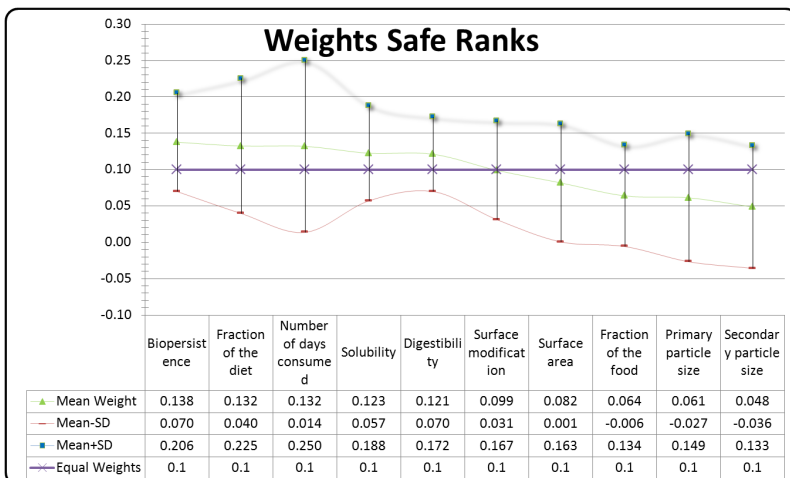 Weights Safe Ranks
0.30
0.25
0.20
0.15
0.10
0.05
0.00
-0.05
-0.10
Biopersist
ence
Fraction
of the
diet
Number
of days
consume
d
Solubility
Digestibili
ty
Surface
modificat
ion
Surface
area
Fraction
of the
food
Primary
particle
size
Secondar
y particle
size
Mean Weight 0.138 0.132 0.132 0.123 0.121 0.099 0.082 0.064 0.061 0.048
Mean-SD 0.070 0.040 0.014 0.057 0.070 0.031 0.001 -0.006 -0.027 -0.036
Mean+SD 0.206 0.225 0.250 0.188 0.172 0.167 0.163 0.134 0.149 0.133
Equal Weights 0.1 0.1 0.1 0.1 0.1 0.1 0.1 0.1 0.1 0.1